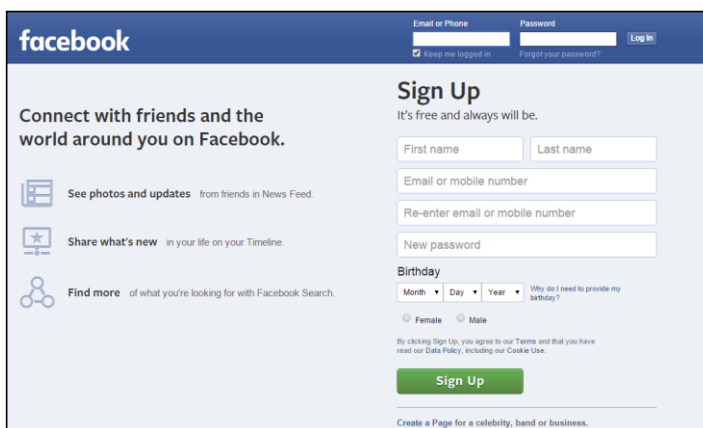 facebook
Email or Phone
Password
Log In
Keep me logged in
Forgot your password?
Connect with friends and the
world around you on Facebook.
See photos and updates from friends in News Feed.
Share what's new in your life on your Timeline.
Find more of what you're looking for with Facebook Search.
Sign Up
It's free and always will be.
First name
Last name
Email or mobile number
Re-enter email or mobile number
New password
Birthday
Month
Day
Year
Why do I need to provide my
birthday?
Female
Male
By clicking Sign Up, you agree to our Terms and that you have
read our Data Policy, including our Cookie Use.
Sign Up
Create a Page for a celebrity, band or business.